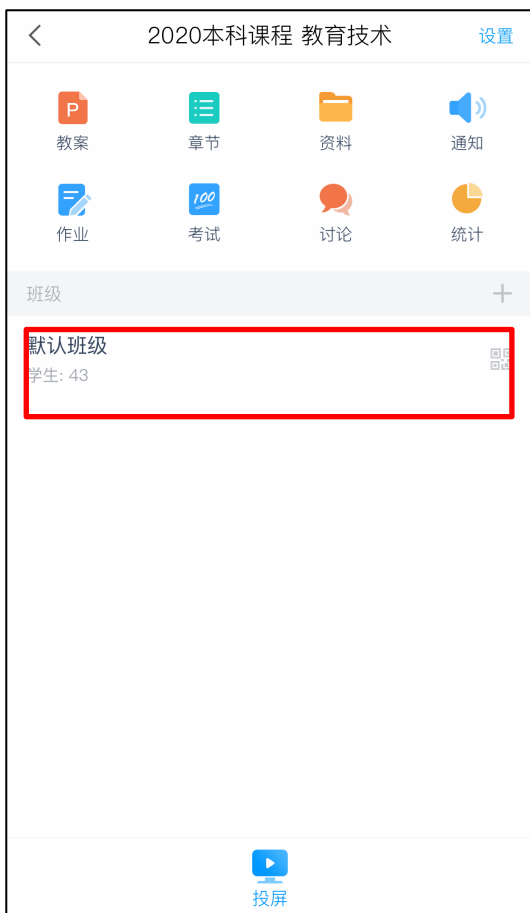 2020本科课程 教育技术 设置
P
教案 章节 资料 通知
100
作业 考试 讨论 统计
班级
默认班级
学生: 43
投屏